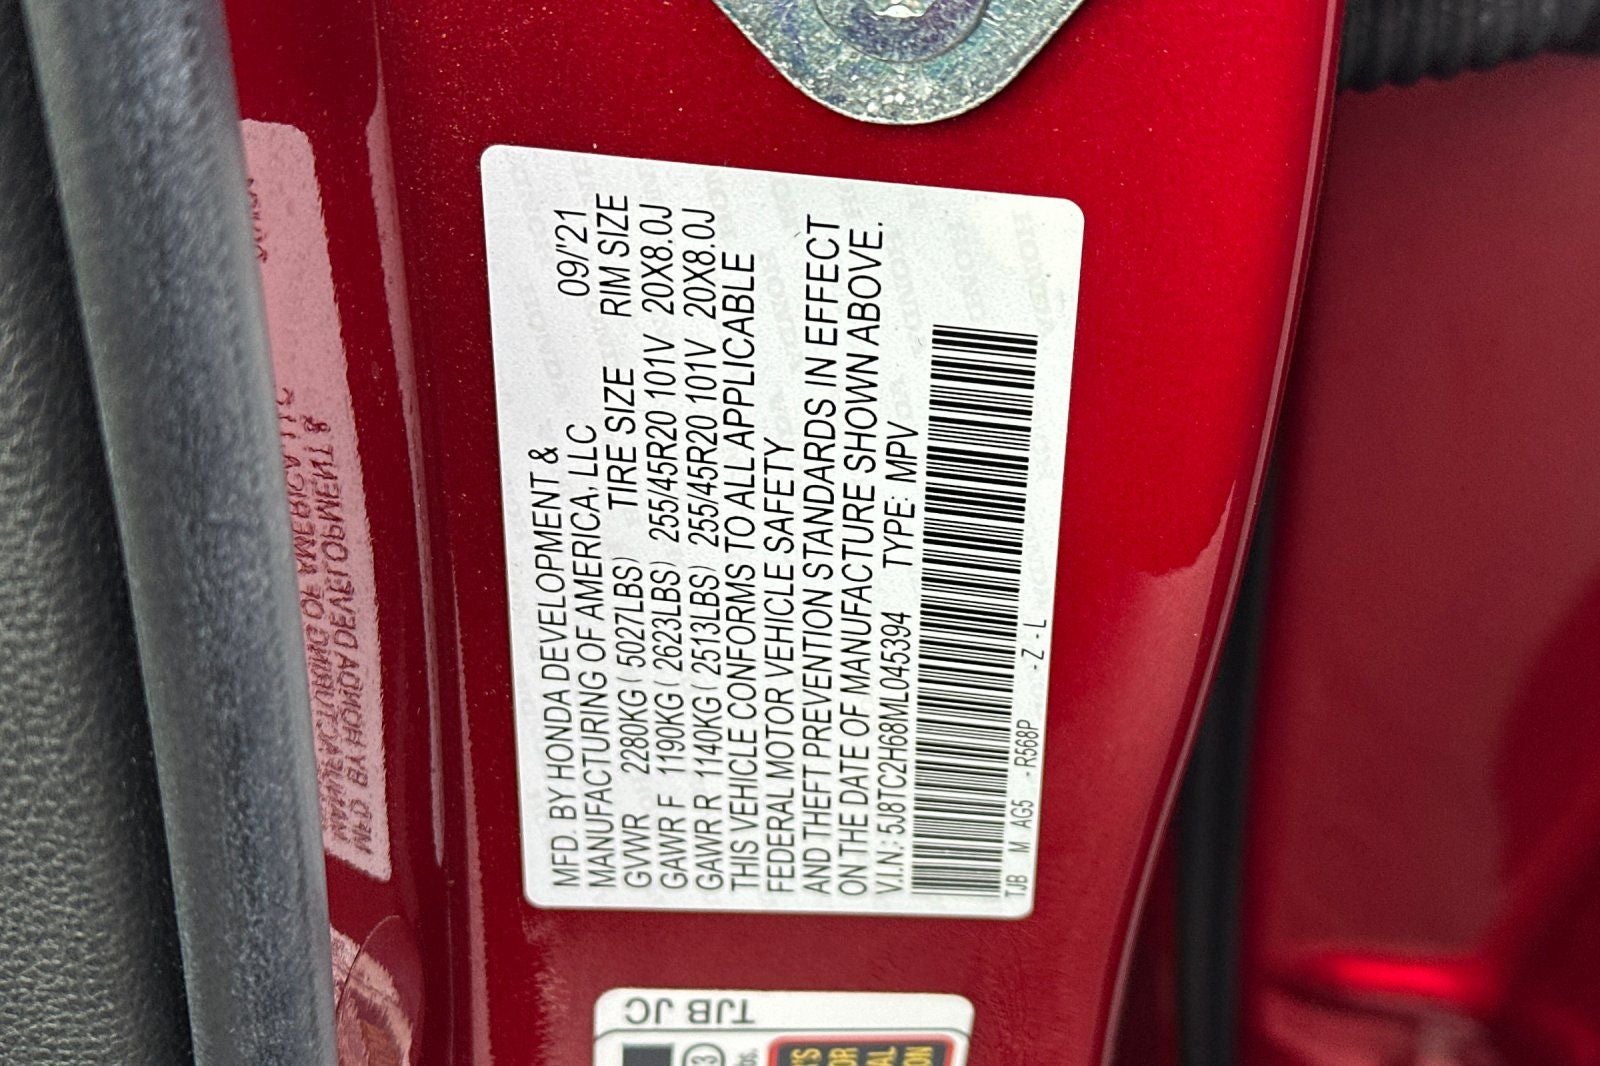 MFD. BY HONDA DEVELOPMENT &
MANUFACTURING OF AMERICA, LLC 09/'21
GVWR 2280KG ( 5027LBS) TIRE SIZE RIM SIZE
GAWR F 1190KG ( 2623LBS) 255/45R20 101V 20X8.0J
GAWR R 1140KG ( 2513LBS) 255/45R20 101V 20X8.0J
THIS VEHICLE CONFORMS TO ALL APPLICABLE
FEDERAL MOTOR VEHICLE SAFETY
AND THEFT PREVENTION STANDARDS IN EFFECT
ON THE DATE OF MANUFACTURE SHOWN ABOVE.
V.I.N.: 5J8TC2H68ML045394 TYPE: MPV
TJB M AG5 -R568P -Z-L
TJB JC